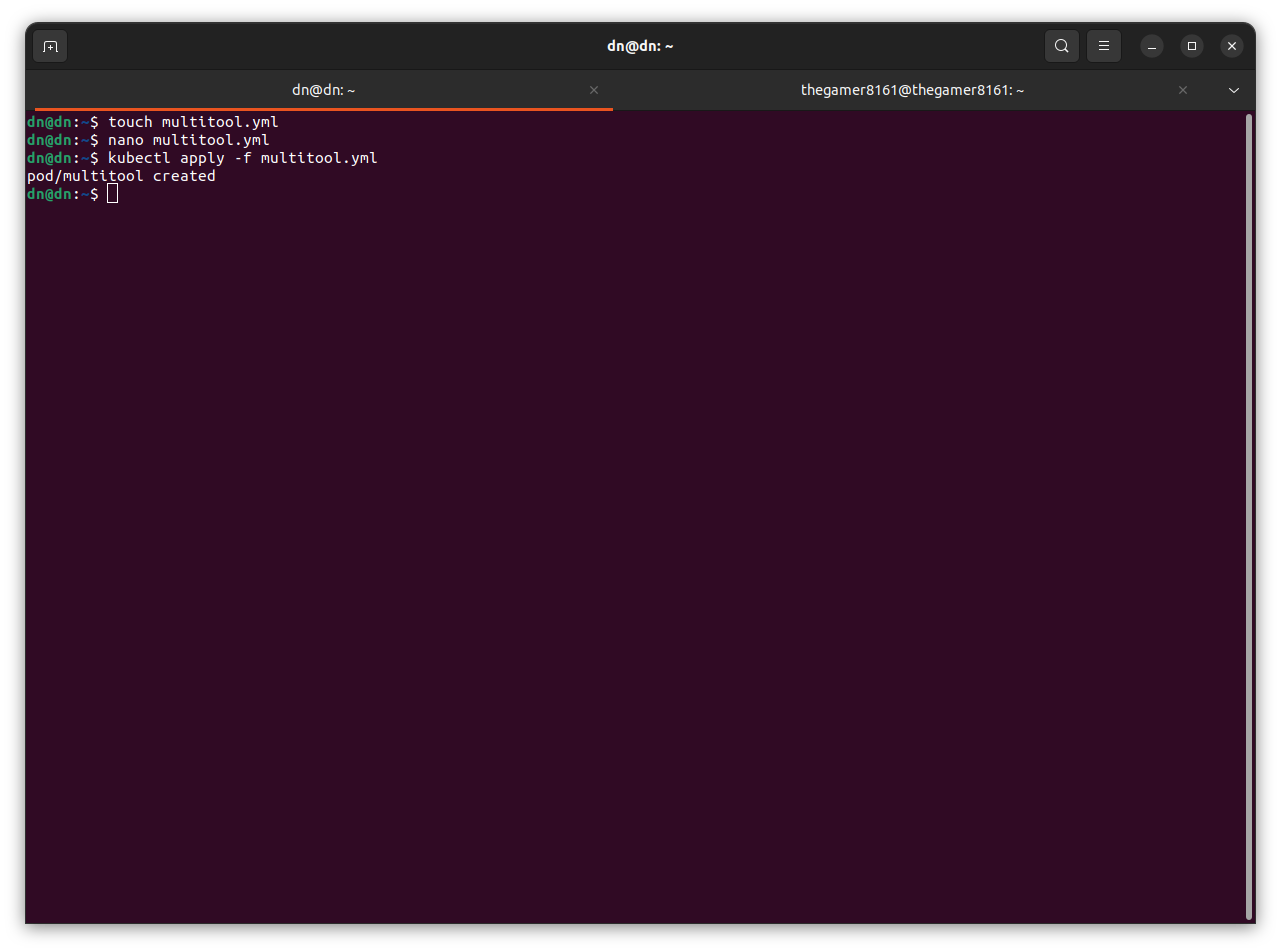 dn@dn: ~
dn@dn: ~
thegamer8161@thegamer8161: ~
dn@dn:~$ touch multitool.yml
dn@dn:~$ nano multitool.yml
dn@dn:~$ kubectl apply -f multitool.yml
pod/multitool created
dn@dn:~$